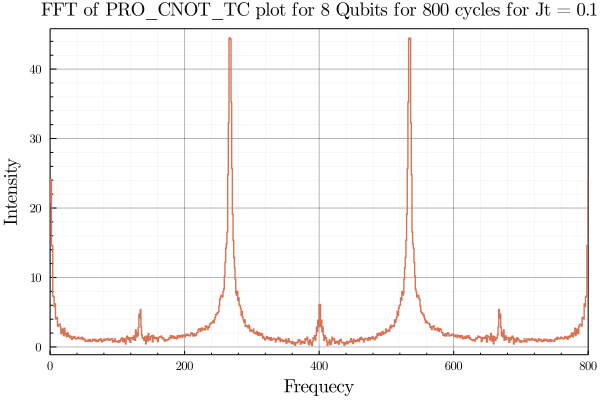 FFT of PRO_CNOT_TC plot for 8 Qubits for 800 cycles for Jt = 0.1
Intensity
40
30
20
10
0
0 200 400 600 800
Frequecy